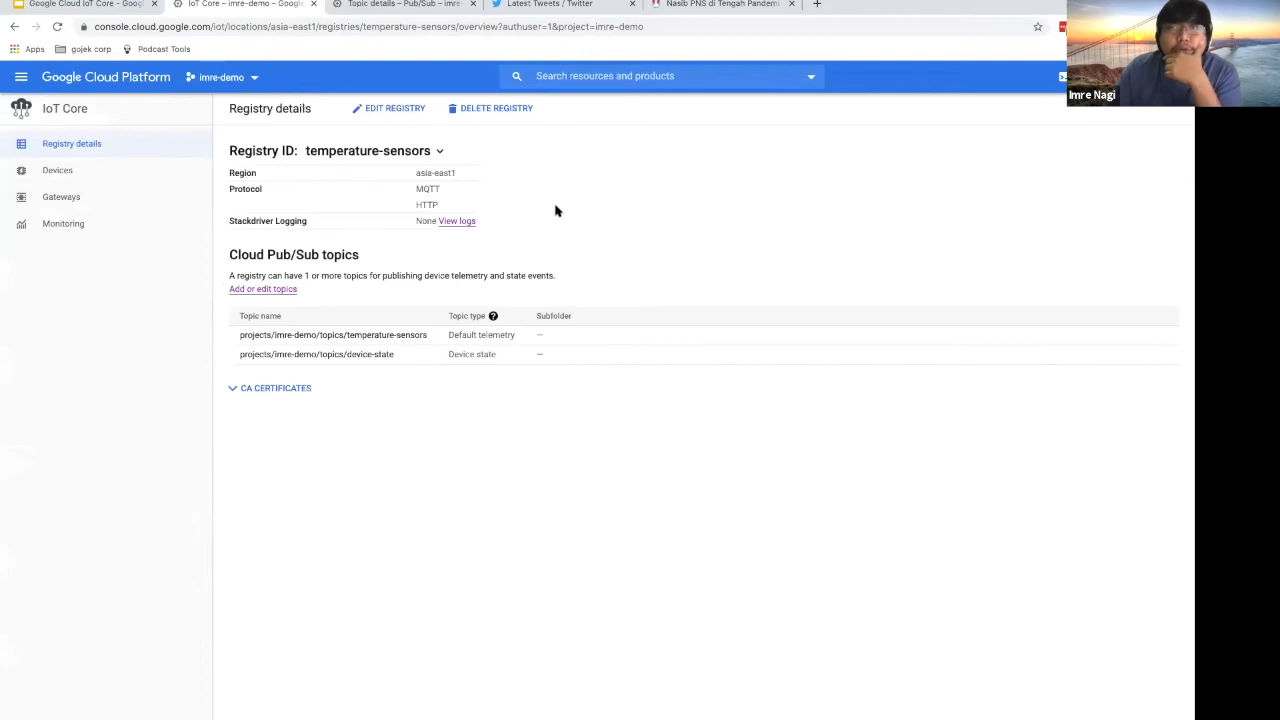 Google Cloud IoT Core - Googl
IoT Core – imre-demo – Google
Topic details – Pub/Sub – imre-
Latest Tweets / Twitter
Nasib PNS di Tengah Pandemi
console.cloud.google.com/iot/locations/asia-east1/registries/temperature-sensors/overview?authuser=1&project=imre-demo
Apps
gojek corp
Podcast Tools
Google Cloud Platform
imre-demo
Search resources and products
Imre Nagi
IoT Core
Registry details
EDIT REGISTRY
DELETE REGISTRY
Registry details
Devices
Gateways
Monitoring
Registry ID: temperature-sensors
Region asia-east1
Protocol MQTT
HTTP
Stackdriver Logging None View logs
Cloud Pub/Sub topics
A registry can have 1 or more topics for publishing device telemetry and state events.
Add or edit topics
Topic name Topic type Subfolder
projects/imre-demo/topics/temperature-sensors Default telemetry —
projects/imre-demo/topics/device-state Device state —
CA CERTIFICATES